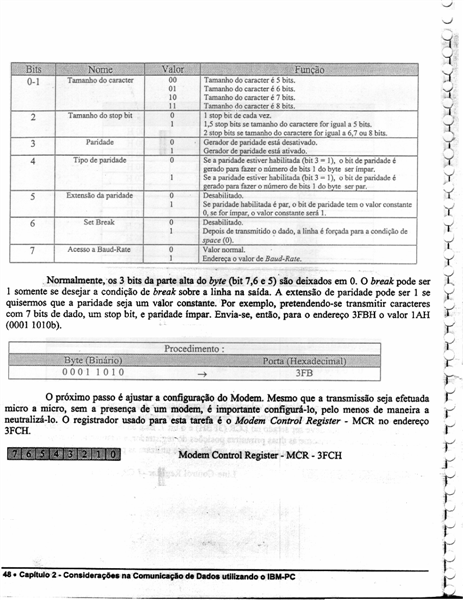 Bits Nome Valor Função
0-1 Tamanho do caracter 00 Tamanho do caracter é 5 bits.
01 Tamanho do caracter é 6 bits.
10 Tamanho do caracter é 7 bits.
11 Tamanho do caracter é 8 bits.
2 Tamanho do stop bit 0 1 stop bit de cada vez.
1 1,5 stop bits se tamanho do caractere for igual a 5 bits.
2 stop bits se tamanho do caractere for igual a 6,7 ou 8 bits.
3 Paridade 0 Gerador de paridade está desativado.
1 Gerador de paridade está ativado.
4 Tipo de paridade 0 Se a paridade estiver habilitada (bit 3 = 1), o bit de paridade é
gerado para fazer o número de bits 1 do byte ser ímpar.
1 Se a paridade estiver habilitada (bit 3 = 1), o bit de paridade é
gerado para fazer o número de bits 1 do byte ser par.
5 Extensão da paridade 0 Desabilitado.
1 Se paridade habilitada é par, o bit de paridade tem o valor constante
0, se for ímpar, o valor constante será 1.
6 Set Break 0 Desabilitado.
1 Depois de transmitido o dado, a linha é forçada para a condição de
space (0).
7 Acesso a Baud-Rate 0 Valor normal.
1 Endereça o valor de Baud-Rate.
Normalmente, os 3 bits da parte alta do byte (bit 7,6 e 5) são deixados em 0. O break pode ser
1 somente se desejar a condição de break sobre a linha na saída. A extensão de paridade pode ser 1 se
quisermos que a paridade seja um valor constante. Por exemplo, pretendendo-se transmitir caracteres
com 7 bits de dado, um stop bit, e paridade ímpar. Envia-se, então, para o endereço 3FBH o valor 1AH
(0001 1010b).
Procedimento :
Byte (Binário) Porta (Hexadecimal)
0 0 0 1 1 0 1 0 → 3FB
O próximo passo é ajustar a configuração do Modem. Mesmo que a transmissão seja efetuada
micro a micro, sem a presença de um modem, é importante configurá-lo, pelo menos de maneira a
neutralizá-lo. O registrador usado para esta tarefa é o Modem Control Register - MCR no endereço
3FCH.
7 6 5 4 3 2 1 0 Modem Control Register - MCR - 3FCH
48 • Capítulo 2 - Considerações na Comunicação de Dados utilizando o IBM-PC